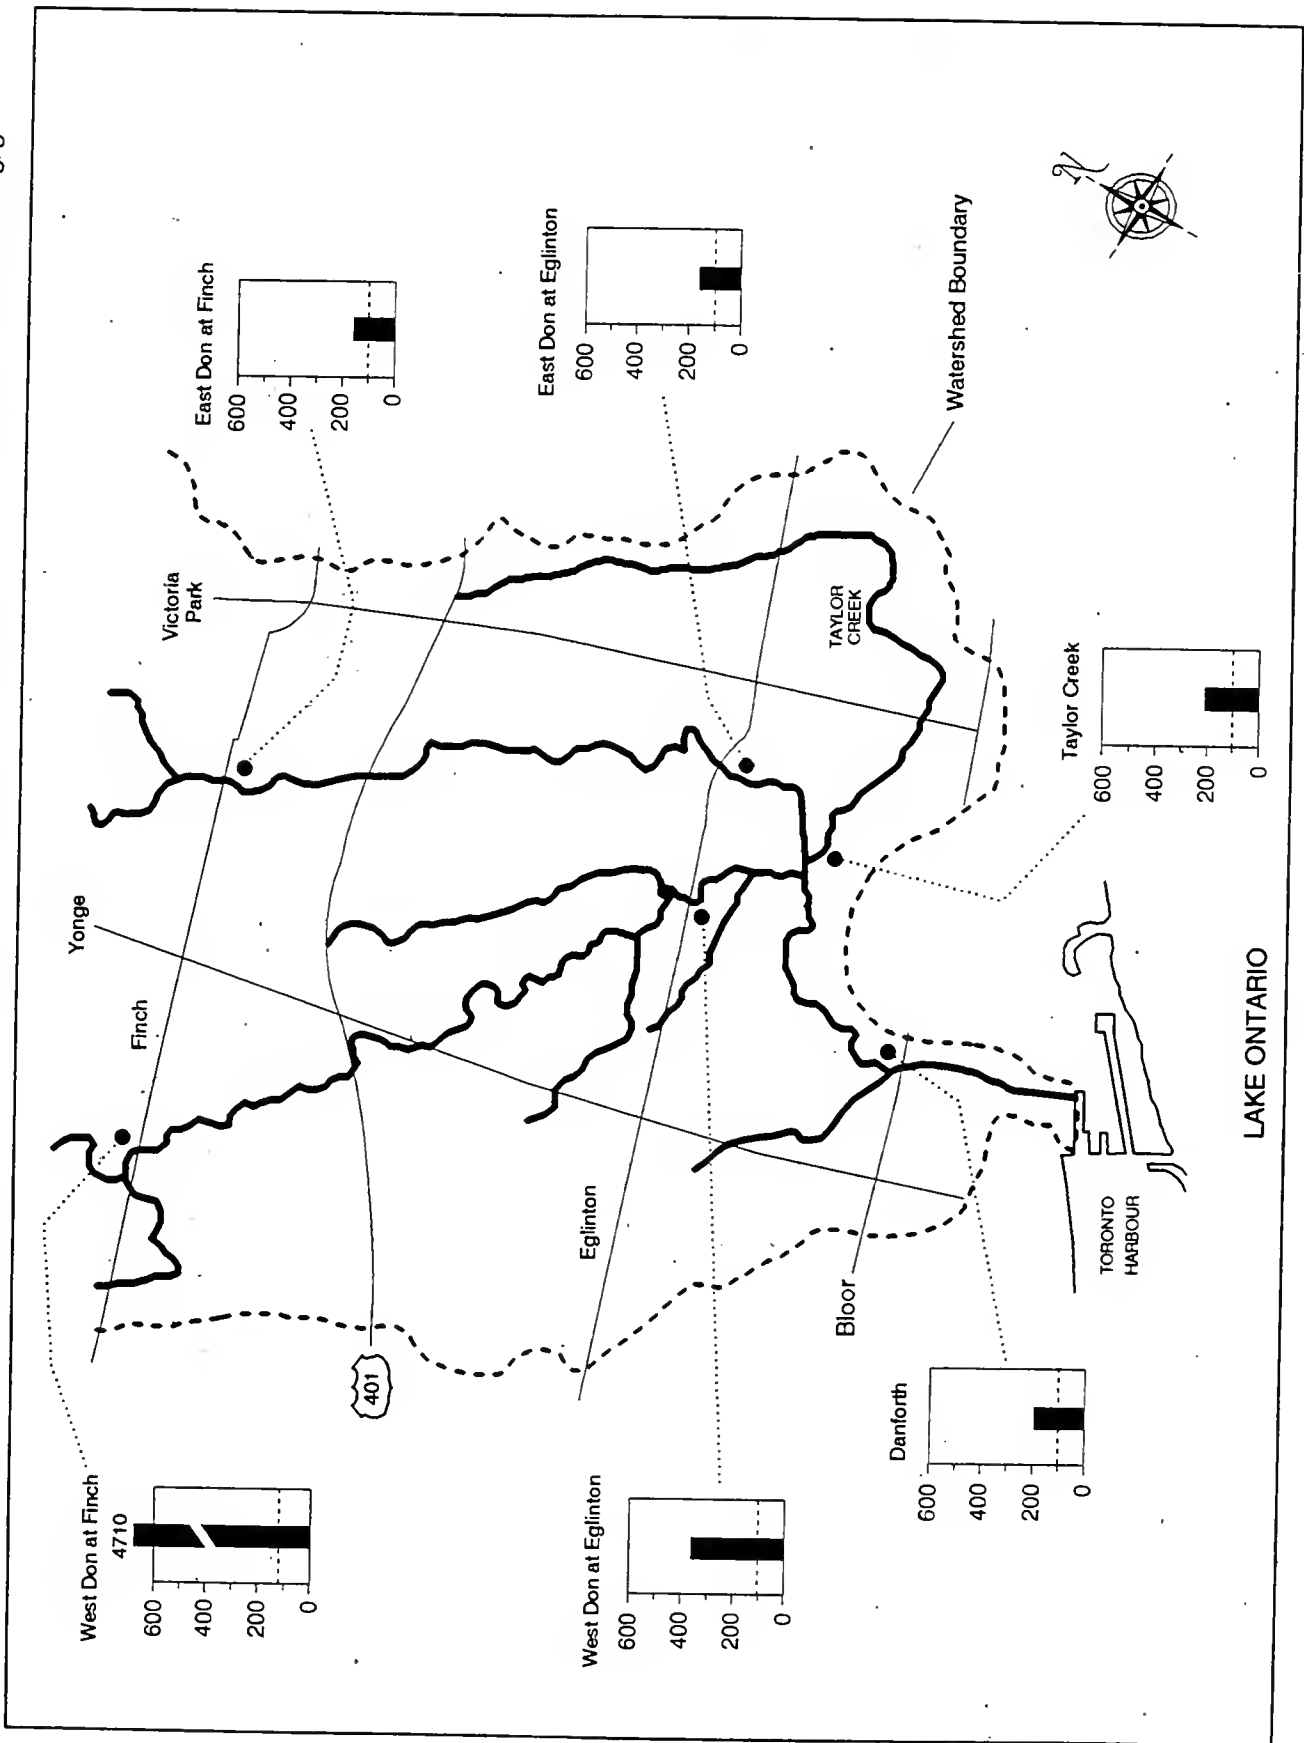 West Don at Finch
4710
600
400
200
0
East Don at Finch
600
400
200
0
Yonge
Victoria
Park
Finch
401
East Don at Eglinton
600
400
200
0
West Don at Eglinton
600
400
200
0
Eglinton
TAYLOR
CREEK
Watershed Boundary
N
Bloor
Danforth
600
400
200
0
Taylor Creek
600
400
200
0
TORONTO
HARBOUR
LAKE ONTARIO